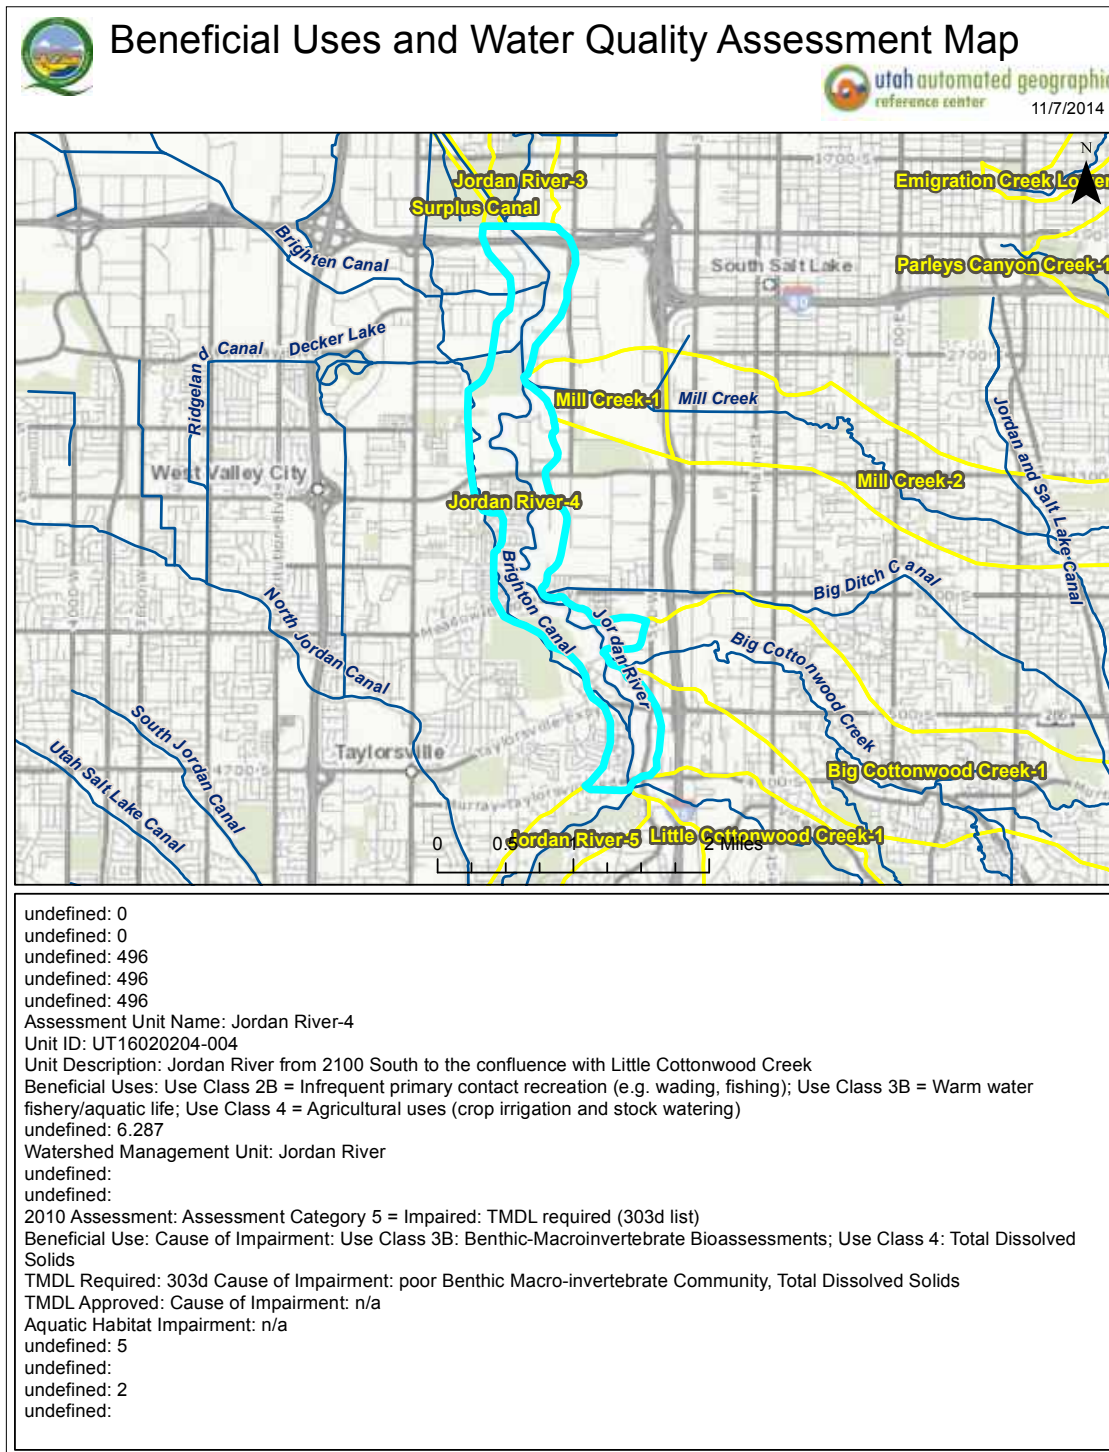 Beneficial Uses and Water Quality Assessment Map
utah automated geographic
reference center
11/7/2014
1700-S
Jordan River-3
Emigration Creek Lower
N
Surplus Canal
Brighten Canal
South Salt Lake
Parleys Canyon Creek-1
80
Ridgeland Canal
Decker Lake
Mill Creek-1
Mill Creek
Jordan and Salt Lake Canal
West Valley City
Mill Creek-2
Jordan River-4
Brighton Canal
Big Ditch Canal
North Jordan Canal
Jordan River
Big Cottonwood Creek
South Jordan Canal
Utah Salt Lake Canal
Taylorsville
4700-S
Big Cottonwood Creek-1
Jordan River-5
Little Cottonwood Creek-1
0 0.5 1 2 Miles
undefined: 0
undefined: 0
undefined: 496
undefined: 496
undefined: 496
Assessment Unit Name: Jordan River-4
Unit ID: UT16020204-004
Unit Description: Jordan River from 2100 South to the confluence with Little Cottonwood Creek
Beneficial Uses: Use Class 2B = Infrequent primary contact recreation (e.g. wading, fishing); Use Class 3B = Warm water
fishery/aquatic life; Use Class 4 = Agricultural uses (crop irrigation and stock watering)
undefined: 6.287
Watershed Management Unit: Jordan River
undefined:
undefined:
2010 Assessment: Assessment Category 5 = Impaired: TMDL required (303d list)
Beneficial Use: Cause of Impairment: Use Class 3B: Benthic-Macroinvertebrate Bioassessments; Use Class 4: Total Dissolved
Solids
TMDL Required: 303d Cause of Impairment: poor Benthic Macro-invertebrate Community, Total Dissolved Solids
TMDL Approved: Cause of Impairment: n/a
Aquatic Habitat Impairment: n/a
undefined: 5
undefined:
undefined: 2
undefined: